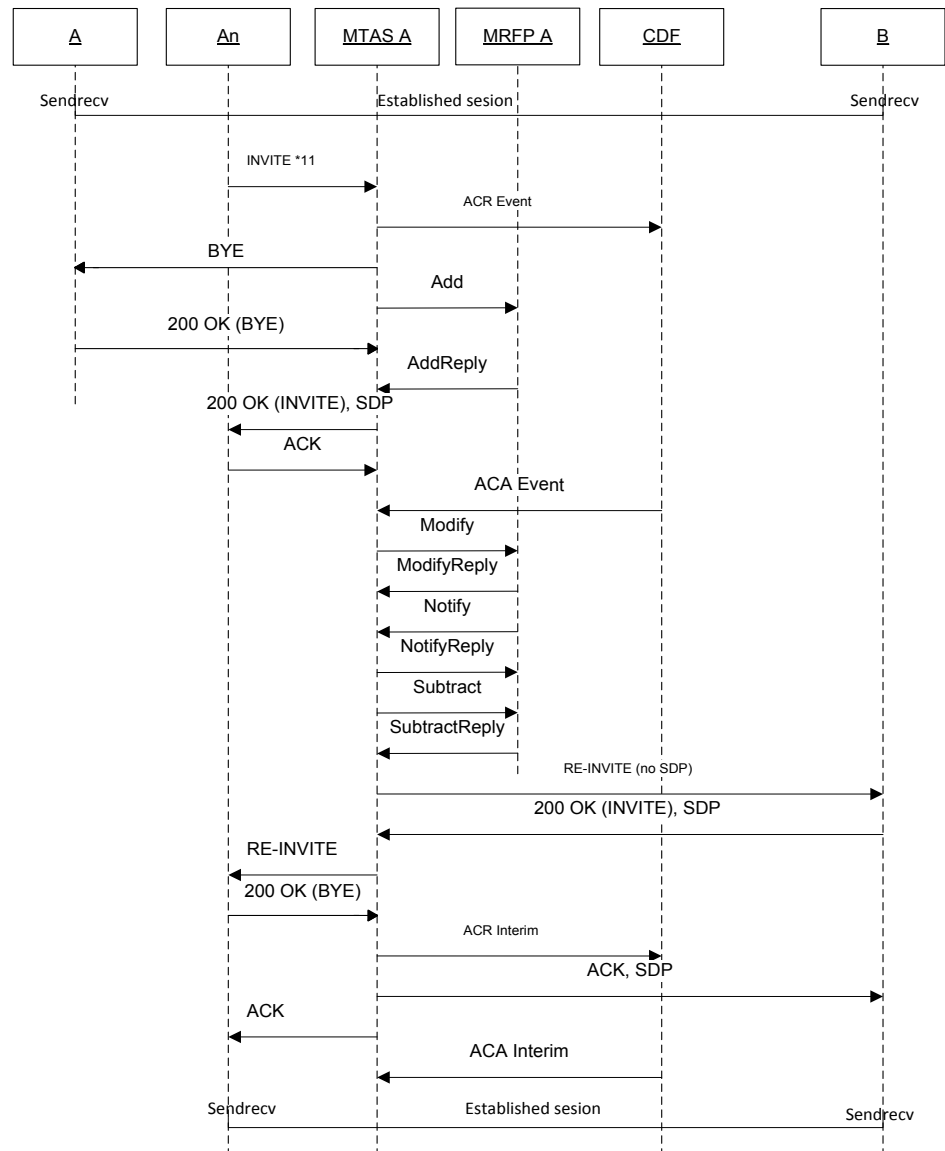 A
An
MTAS A
MRFP A
CDF
B
Sendrecv
Established sesion
Sendrecv
INVITE *11
ACR Event
BYE
Add
200 OK (BYE)
AddReply
200 OK (INVITE), SDP
ACK
ACA Event
Modify
ModifyReply
Notify
NotifyReply
Subtract
SubtractReply
RE-INVITE (no SDP)
200 OK (INVITE), SDP
RE-INVITE
200 OK (BYE)
ACR Interim
ACK, SDP
ACK
ACA Interim
Sendrecv
Established sesion
Sendrecv